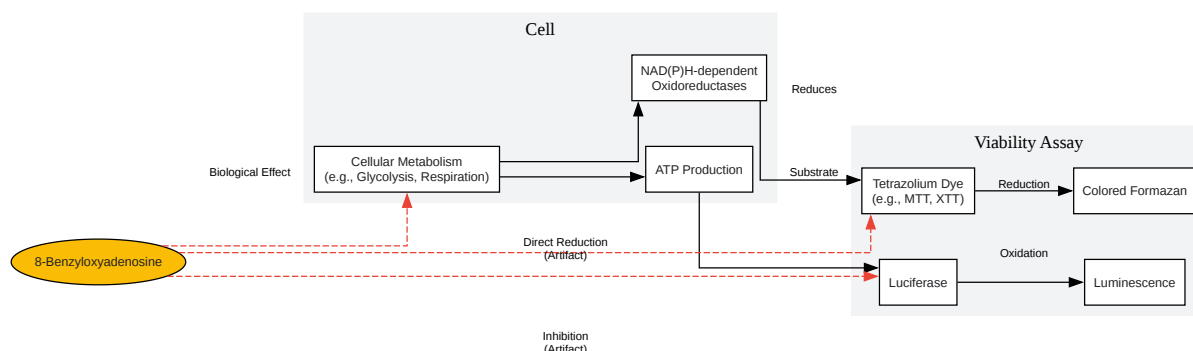 Cell
NAD(P)H-dependent
Oxidoreductases
Reduces
Viability Assay
Biological Effect
Cellular Metabolism
(e.g., Glycolysis, Respiration)
ATP Production
Substrate
Tetrazolium Dye
(e.g., MTT, XTT)
Reduction
Colored Formazan
8-Benzyloxyadenosine
Direct Reduction
(Artifact)
Oxidation
Luciferase
Luminescence
Inhibition
(Artifact)